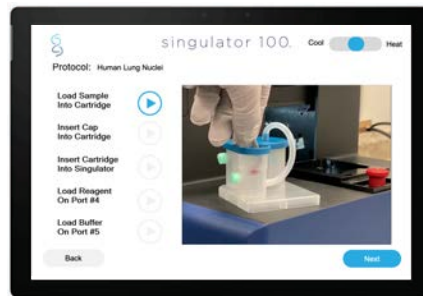 singulator 100.
Cool
Heat
Protocol: Human Lung Nuclei
Load Sample
Into Cartridge
Insert Cap
Into Cartridge
Insert Cartridge
Into Singulator
Load Reagent
On Port #4
Load Buffer
On Port #5
Back
Next